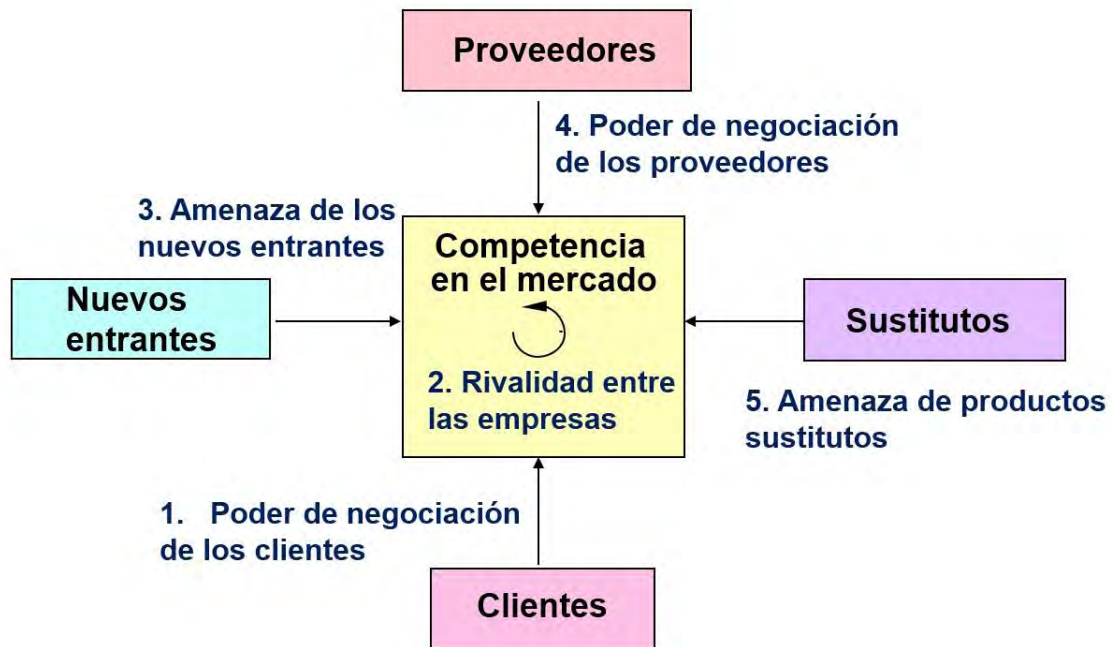 Proveedores
4. Poder de negociación
de los proveedores
3. Amenaza de los
nuevos entrantes
Competencia
en el mercado
Nuevos
entrantes
Sustitutos
2. Rivalidad entre
las empresas
5. Amenaza de productos
sustitutos
1. Poder de negociación
de los clientes
Clientes